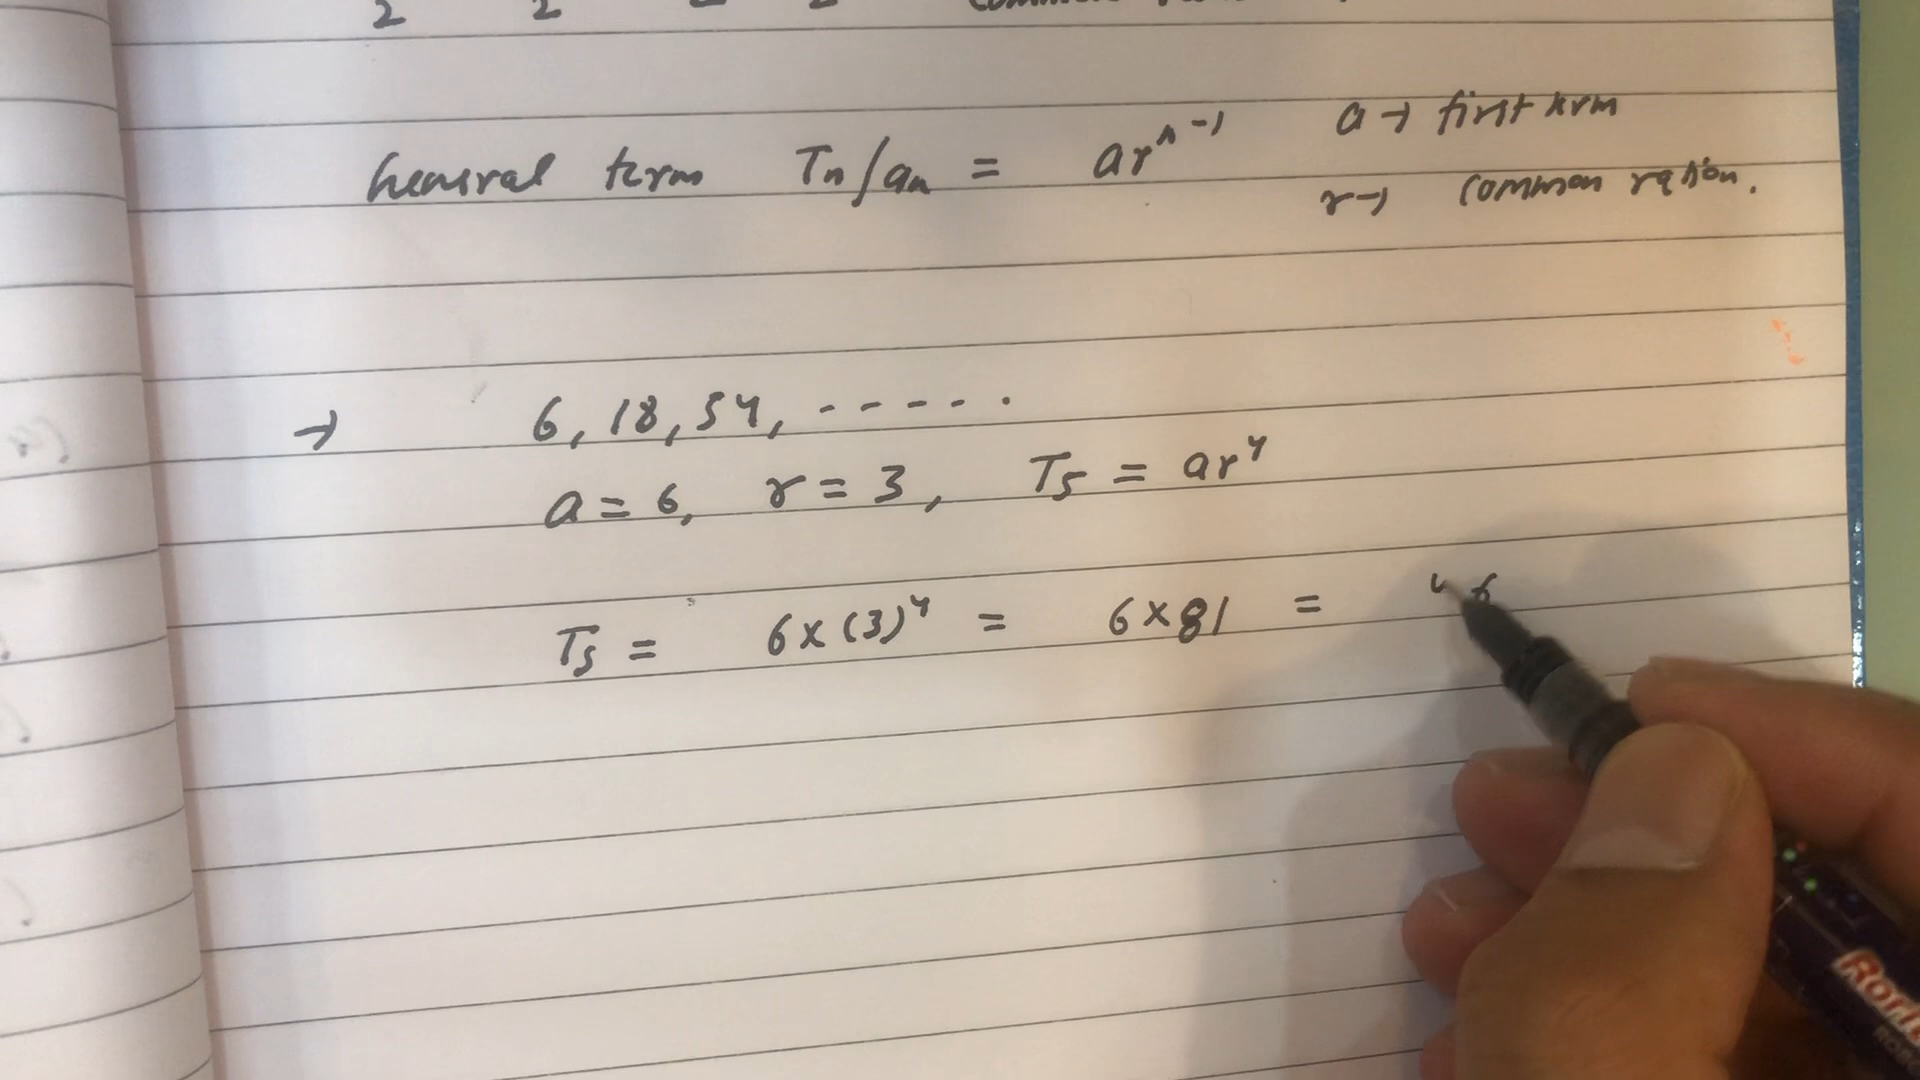 General term Tn/an = ar^n-1 a → first term
r → common ration.
→ 6, 18, 54, ------.
a = 6, r = 3, T5 = ar^4
T5 = 6 x (3)^4 = 6 x 81 =